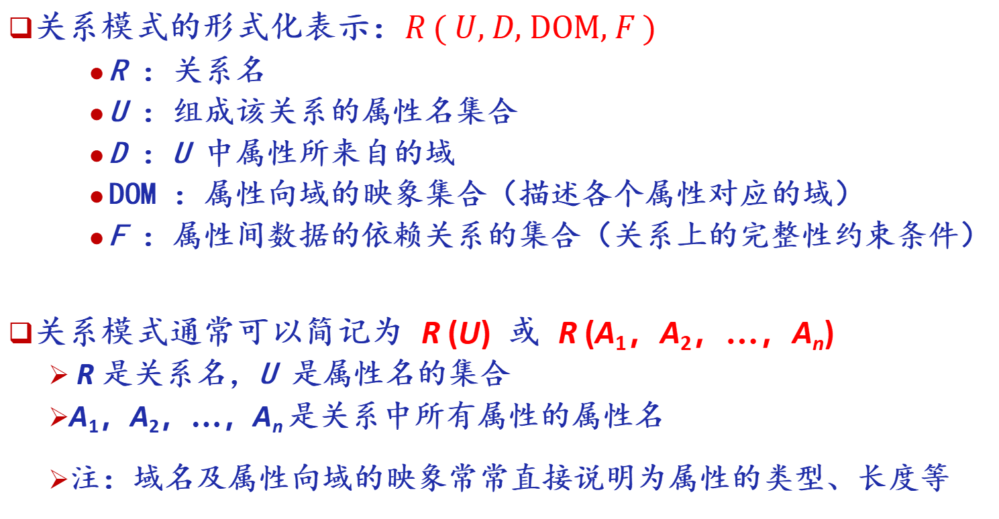 ❑关系模式的形式化表示：R ( U, D, DOM, F )
●R ：关系名
●U ：组成该关系的属性名集合
●D ：U 中属性所来自的域
●DOM ：属性向域的映象集合（描述各个属性对应的域）
●F ：属性间数据的依赖关系的集合（关系上的完整性约束条件）
❑关系模式通常可以简记为 R (U) 或 R (A₁，A₂，…，Aₙ)
➢R 是关系名，U 是属性名的集合
➢A₁，A₂，…，Aₙ 是关系中所有属性的属性名
➢注：域名及属性向域的映象常常直接说明为属性的类型、长度等